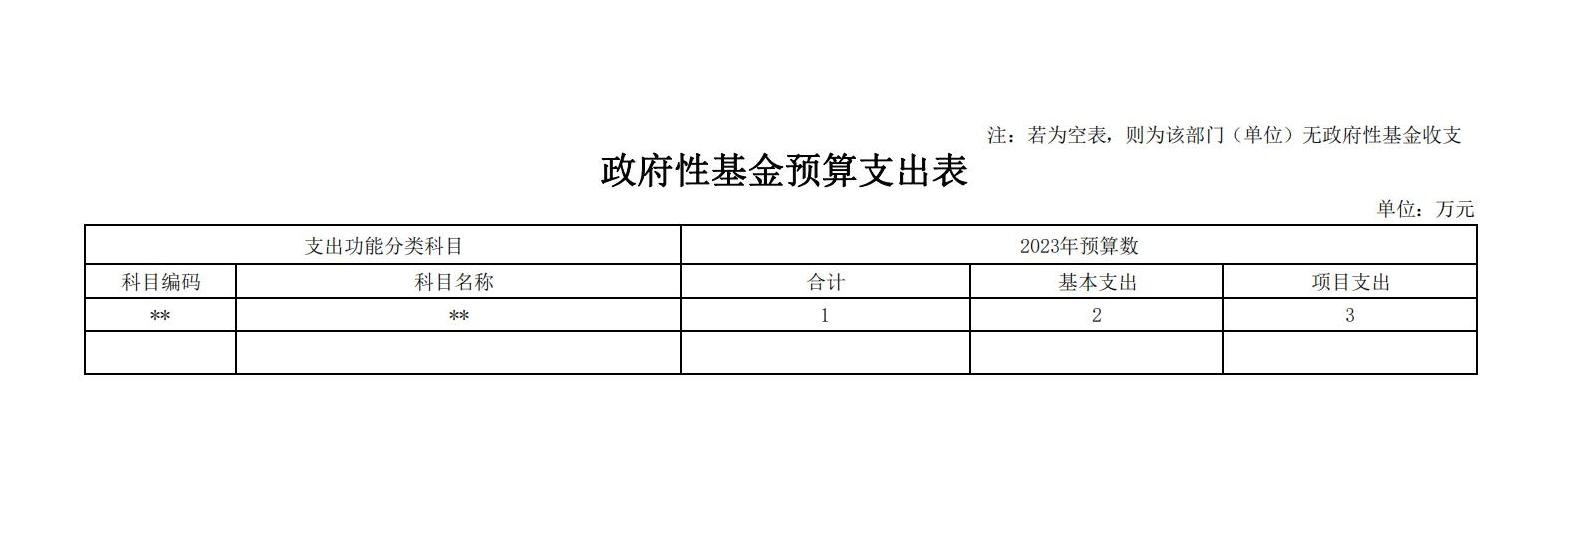 注：若为空表，则为该部门（单位）无政府性基金收支
政府性基金预算支出表
单位：万元
支出功能分类科目 2023年预算数
科目编码 科目名称 合计 基本支出 项目支出
** ** 1 2 3